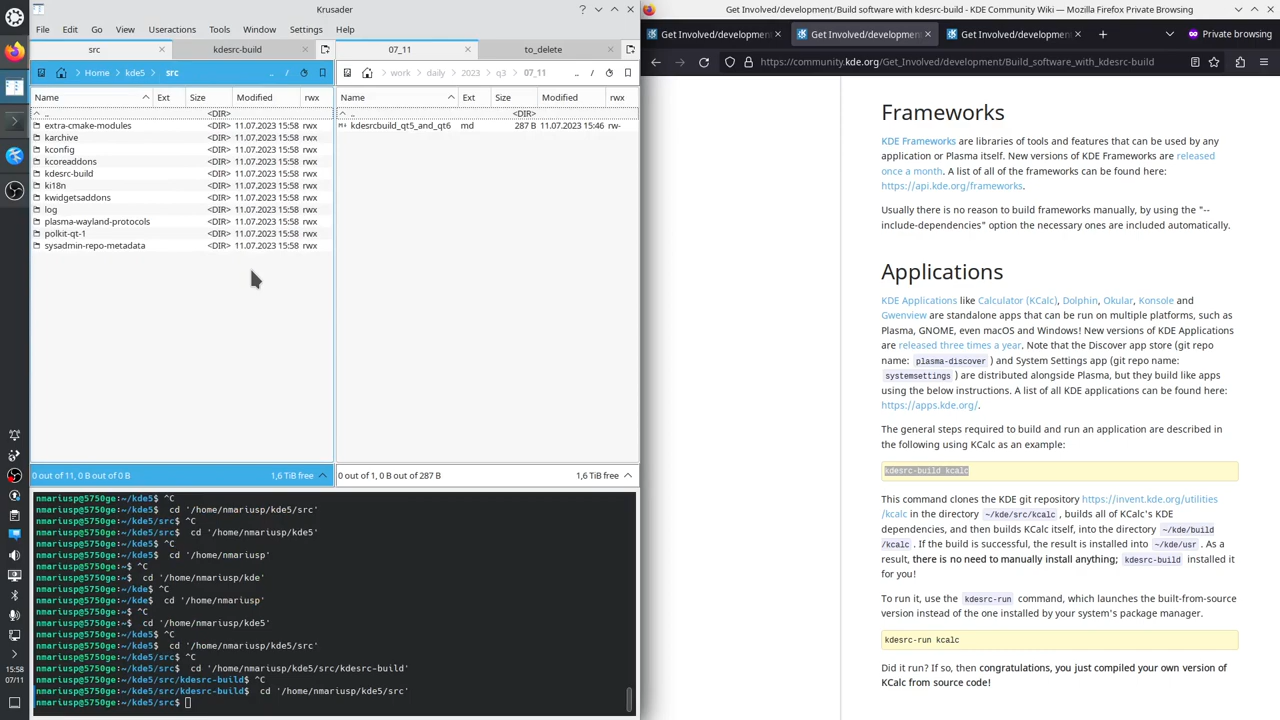 Krusader
File Edit Go View Useractions Tools Window Settings Help
src kdesrc-build 07_11 to_delete
Home kde5 src .. /
work daily 2023 q3 07_11 .. /
Name Ext Size Modified rwx
.. <DIR>
extra-cmake-modules <DIR> 11.07.2023 15:58 rwx
karchive <DIR> 11.07.2023 15:58 rwx
kconfig <DIR> 11.07.2023 15:58 rwx
kcoreaddons <DIR> 11.07.2023 15:58 rwx
kdesrc-build <DIR> 11.07.2023 15:58 rwx
ki18n <DIR> 11.07.2023 15:58 rwx
kwidgetsaddons <DIR> 11.07.2023 15:58 rwx
log <DIR> 11.07.2023 15:58 rwx
plasma-wayland-protocols <DIR> 11.07.2023 15:58 rwx
polkit-qt-1 <DIR> 11.07.2023 15:58 rwx
sysadmin-repo-metadata <DIR> 11.07.2023 15:58 rwx
0 out of 11, 0 B out of 0 B 1,6 TiB free
Name Ext Size Modified rwx
.. <DIR>
kdesrcbuild_qt5_and_qt6 md 287 B 11.07.2023 15:46 rw-
0 out of 1, 0 B out of 287 B 1,6 TiB free
nmariusp@5750ge:~/kde5$ ^C
nmariusp@5750ge:~/kde5$ cd '/home/nmariusp/kde5/src'
nmariusp@5750ge:~/kde5/src$ ^C
nmariusp@5750ge:~/kde5/src$ cd '/home/nmariusp/kde5'
nmariusp@5750ge:~/kde5$ ^C
nmariusp@5750ge:~/kde5$ cd '/home/nmariusp'
nmariusp@5750ge:~$ ^C
nmariusp@5750ge:~$ cd '/home/nmariusp/kde'
nmariusp@5750ge:~/kde$ ^C
nmariusp@5750ge:~/kde$ cd '/home/nmariusp'
nmariusp@5750ge:~$ ^C
nmariusp@5750ge:~$ cd '/home/nmariusp/kde5'
nmariusp@5750ge:~/kde5$ ^C
nmariusp@5750ge:~/kde5$ cd '/home/nmariusp/kde5/src'
nmariusp@5750ge:~/kde5/src$ ^C
nmariusp@5750ge:~/kde5/src$ cd '/home/nmariusp/kde5/src/kdesrc-build'
nmariusp@5750ge:~/kde5/src/kdesrc-build$ ^C
nmariusp@5750ge:~/kde5/src/kdesrc-build$ cd '/home/nmariusp/kde5/src'
nmariusp@5750ge:~/kde5/src$
15:58
07/11
Get Involved/development/Build software with kdesrc-build - KDE Community Wiki — Mozilla Firefox Private Browsing
Get Involved/development/ Get Involved/development/ Get Involved/development/ Private browsing
https://community.kde.org/Get_Involved/development/Build_software_with_kdesrc-build
Frameworks
KDE Frameworks are libraries of tools and features that can be used by any
application or Plasma itself. New versions of KDE Frameworks are released
once a month. A list of all of the frameworks can be found here:
https://api.kde.org/frameworks.
Usually there is no reason to build frameworks manually, by using the "--
include-dependencies" option the necessary ones are included automatically.
Applications
KDE Applications like Calculator (KCalc), Dolphin, Okular, Konsole and
Gwenview are standalone apps that can be run on multiple platforms, such as
Plasma, GNOME, even macOS and Windows! New versions of KDE Applications
are released three times a year. Note that the Discover app store (git repo
name: plasma-discover ) and System Settings app (git repo name:
systemsettings ) are distributed alongside Plasma, but they build like apps
using the below instructions. A list of all KDE applications can be found here:
https://apps.kde.org/.
The general steps required to build and run an application are described in
the following using KCalc as an example:
kdesrc-build kcalc
This command clones the KDE git repository https://invent.kde.org/utilities
/kcalc in the directory ~/kde/src/kcalc , builds all of KCalc's KDE
dependencies, and then builds KCalc itself, into the directory ~/kde/build
/kcalc . If the build is successful, the result is installed into ~/kde/usr . As a
result, there is no need to manually install anything; kdesrc-build installed it
for you!
To run it, use the kdesrc-run command, which launches the built-from-source
version instead of the one installed by your system's package manager.
kdesrc-run kcalc
Did it run? If so, then congratulations, you just compiled your own version of
KCalc from source code!